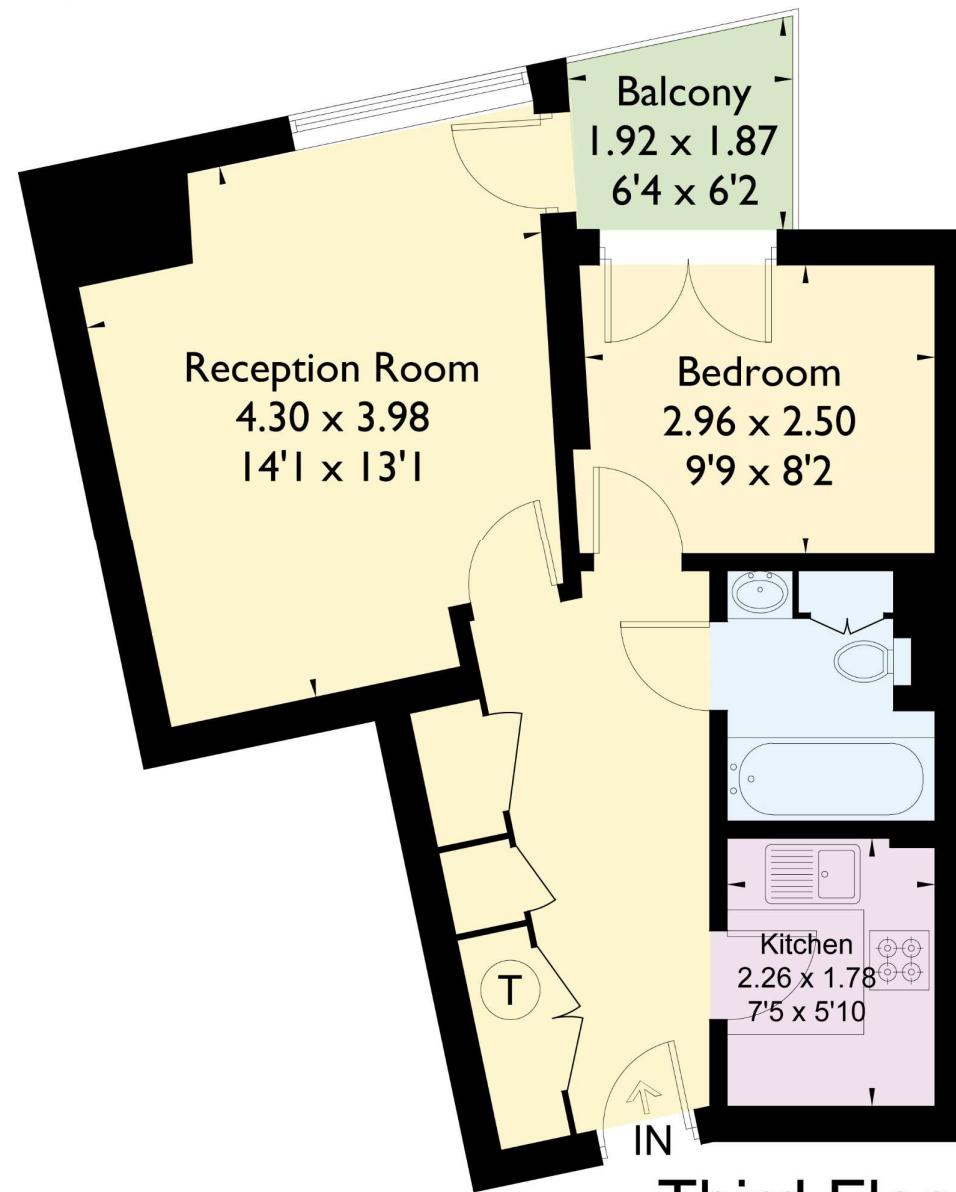 Balcony
1.92 x 1.87
6'4 x 6'2
Reception Room
4.30 x 3.98
14'1 x 13'1
Bedroom
2.96 x 2.50
9'9 x 8'2
Kitchen
2.26 x 1.78
7'5 x 5'10
T
IN
Third